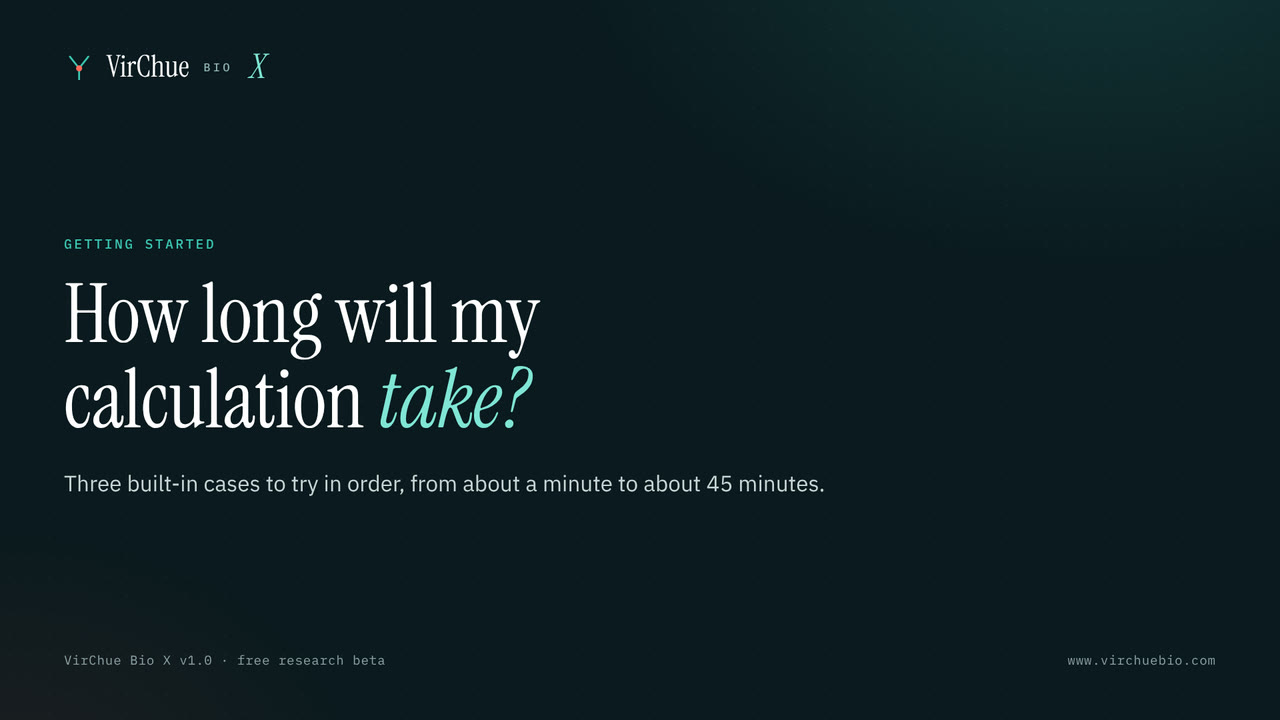 VirChue BIO X
GETTING STARTED
How long will my
calculation take?
Three built-in cases to try in order, from about a minute to about 45 minutes.
VirChue Bio X v1.0 · free research beta
www.virchuebio.com